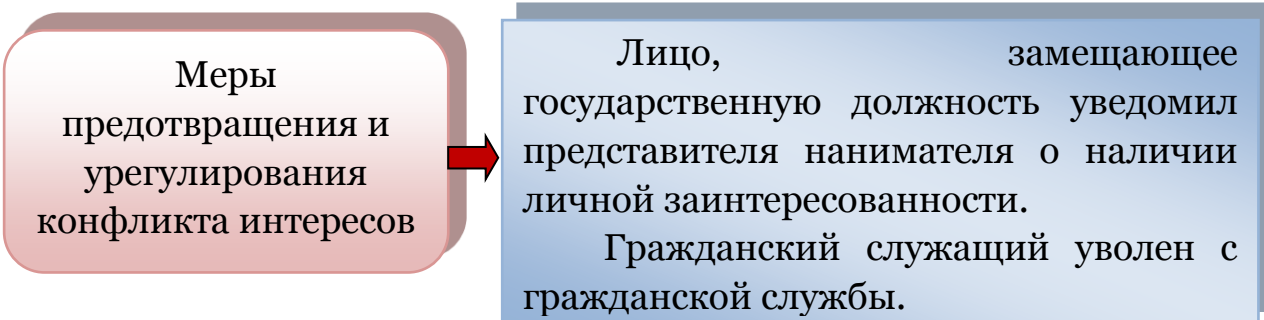 Меры
предотвращения и
урегулирования
конфликта интересов
Лицо, замещающее
государственную должность уведомил
представителя нанимателя о наличии
личной заинтересованности.
Гражданский служащий уволен с
гражданской службы.